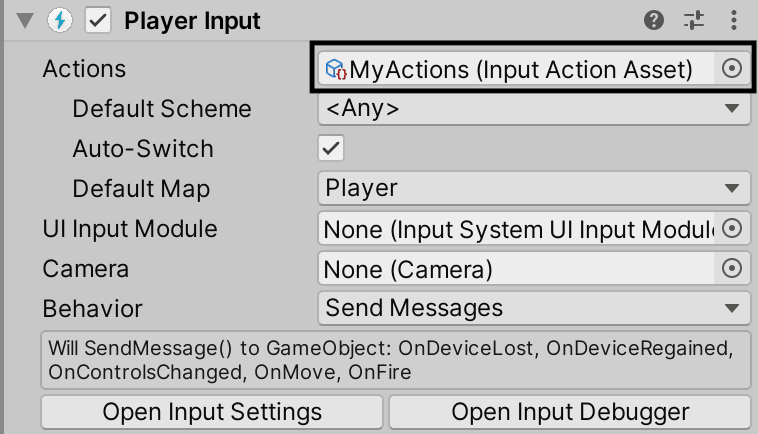 Player Input
Actions MyActions (Input Action Asset)
Default Scheme <Any>
Auto-Switch
Default Map Player
UI Input Module None (Input System UI Input Modul
Camera None (Camera)
Behavior Send Messages
Will SendMessage() to GameObject: OnDeviceLost, OnDeviceRegained,
OnControlsChanged, OnMove, OnFire
Open Input Settings Open Input Debugger